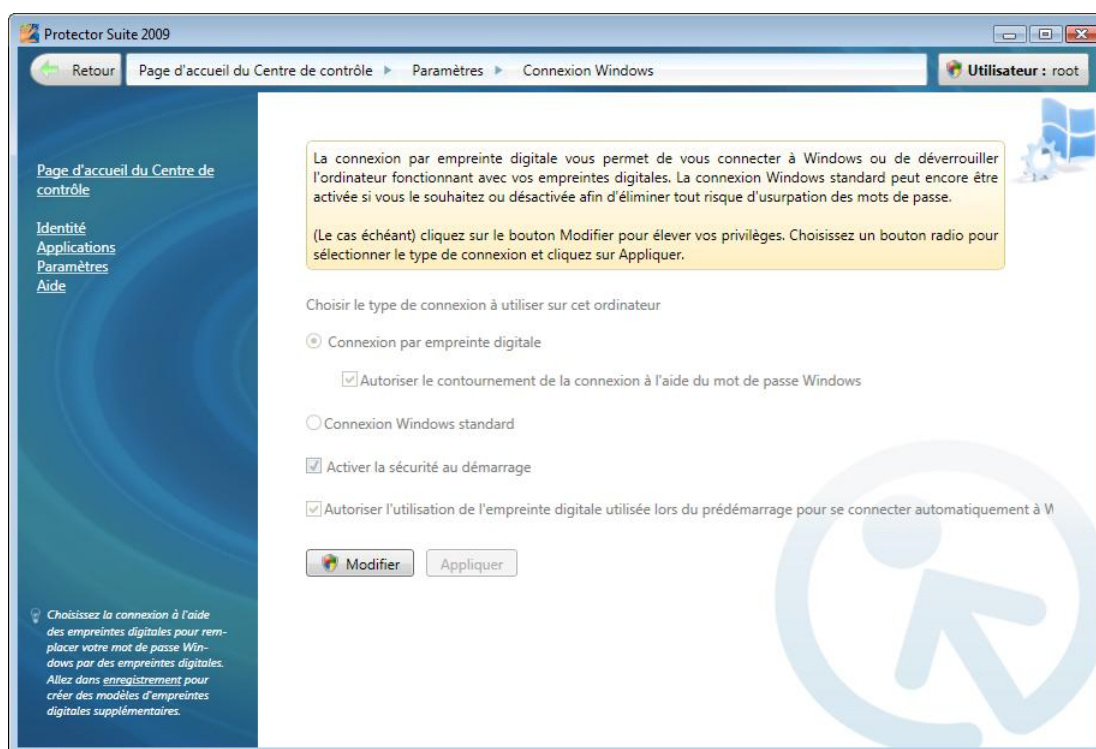 Protector Suite 2009
Retour
Page d'accueil du Centre de contrôle
Paramètres
Connexion Windows
Utilisateur : root
Page d'accueil du Centre de
contrôle
Identité
Applications
Paramètres
Aide
La connexion par empreinte digitale vous permet de vous connecter à Windows ou de déverrouiller
l'ordinateur fonctionnant avec vos empreintes digitales. La connexion Windows standard peut encore être
activée si vous le souhaitez ou désactivée afin d'éliminer tout risque d'usurpation des mots de passe.
(Le cas échéant) cliquez sur le bouton Modifier pour élever vos privilèges. Choisissez un bouton radio pour
sélectionner le type de connexion et cliquez sur Appliquer.
Choisir le type de connexion à utiliser sur cet ordinateur
Connexion par empreinte digitale
Autoriser le contournement de la connexion à l'aide du mot de passe Windows
Connexion Windows standard
Activer la sécurité au démarrage
Autoriser l'utilisation de l'empreinte digitale utilisée lors du prédémarrage pour se connecter automatiquement à W
Modifier
Appliquer
Choisissez la connexion à l'aide
des empreintes digitales pour rem-
placer votre mot de passe Win-
dows par des empreintes digitales.
Allez dans enregistrement pour
créer des modèles d'empreintes
digitales supplémentaires.